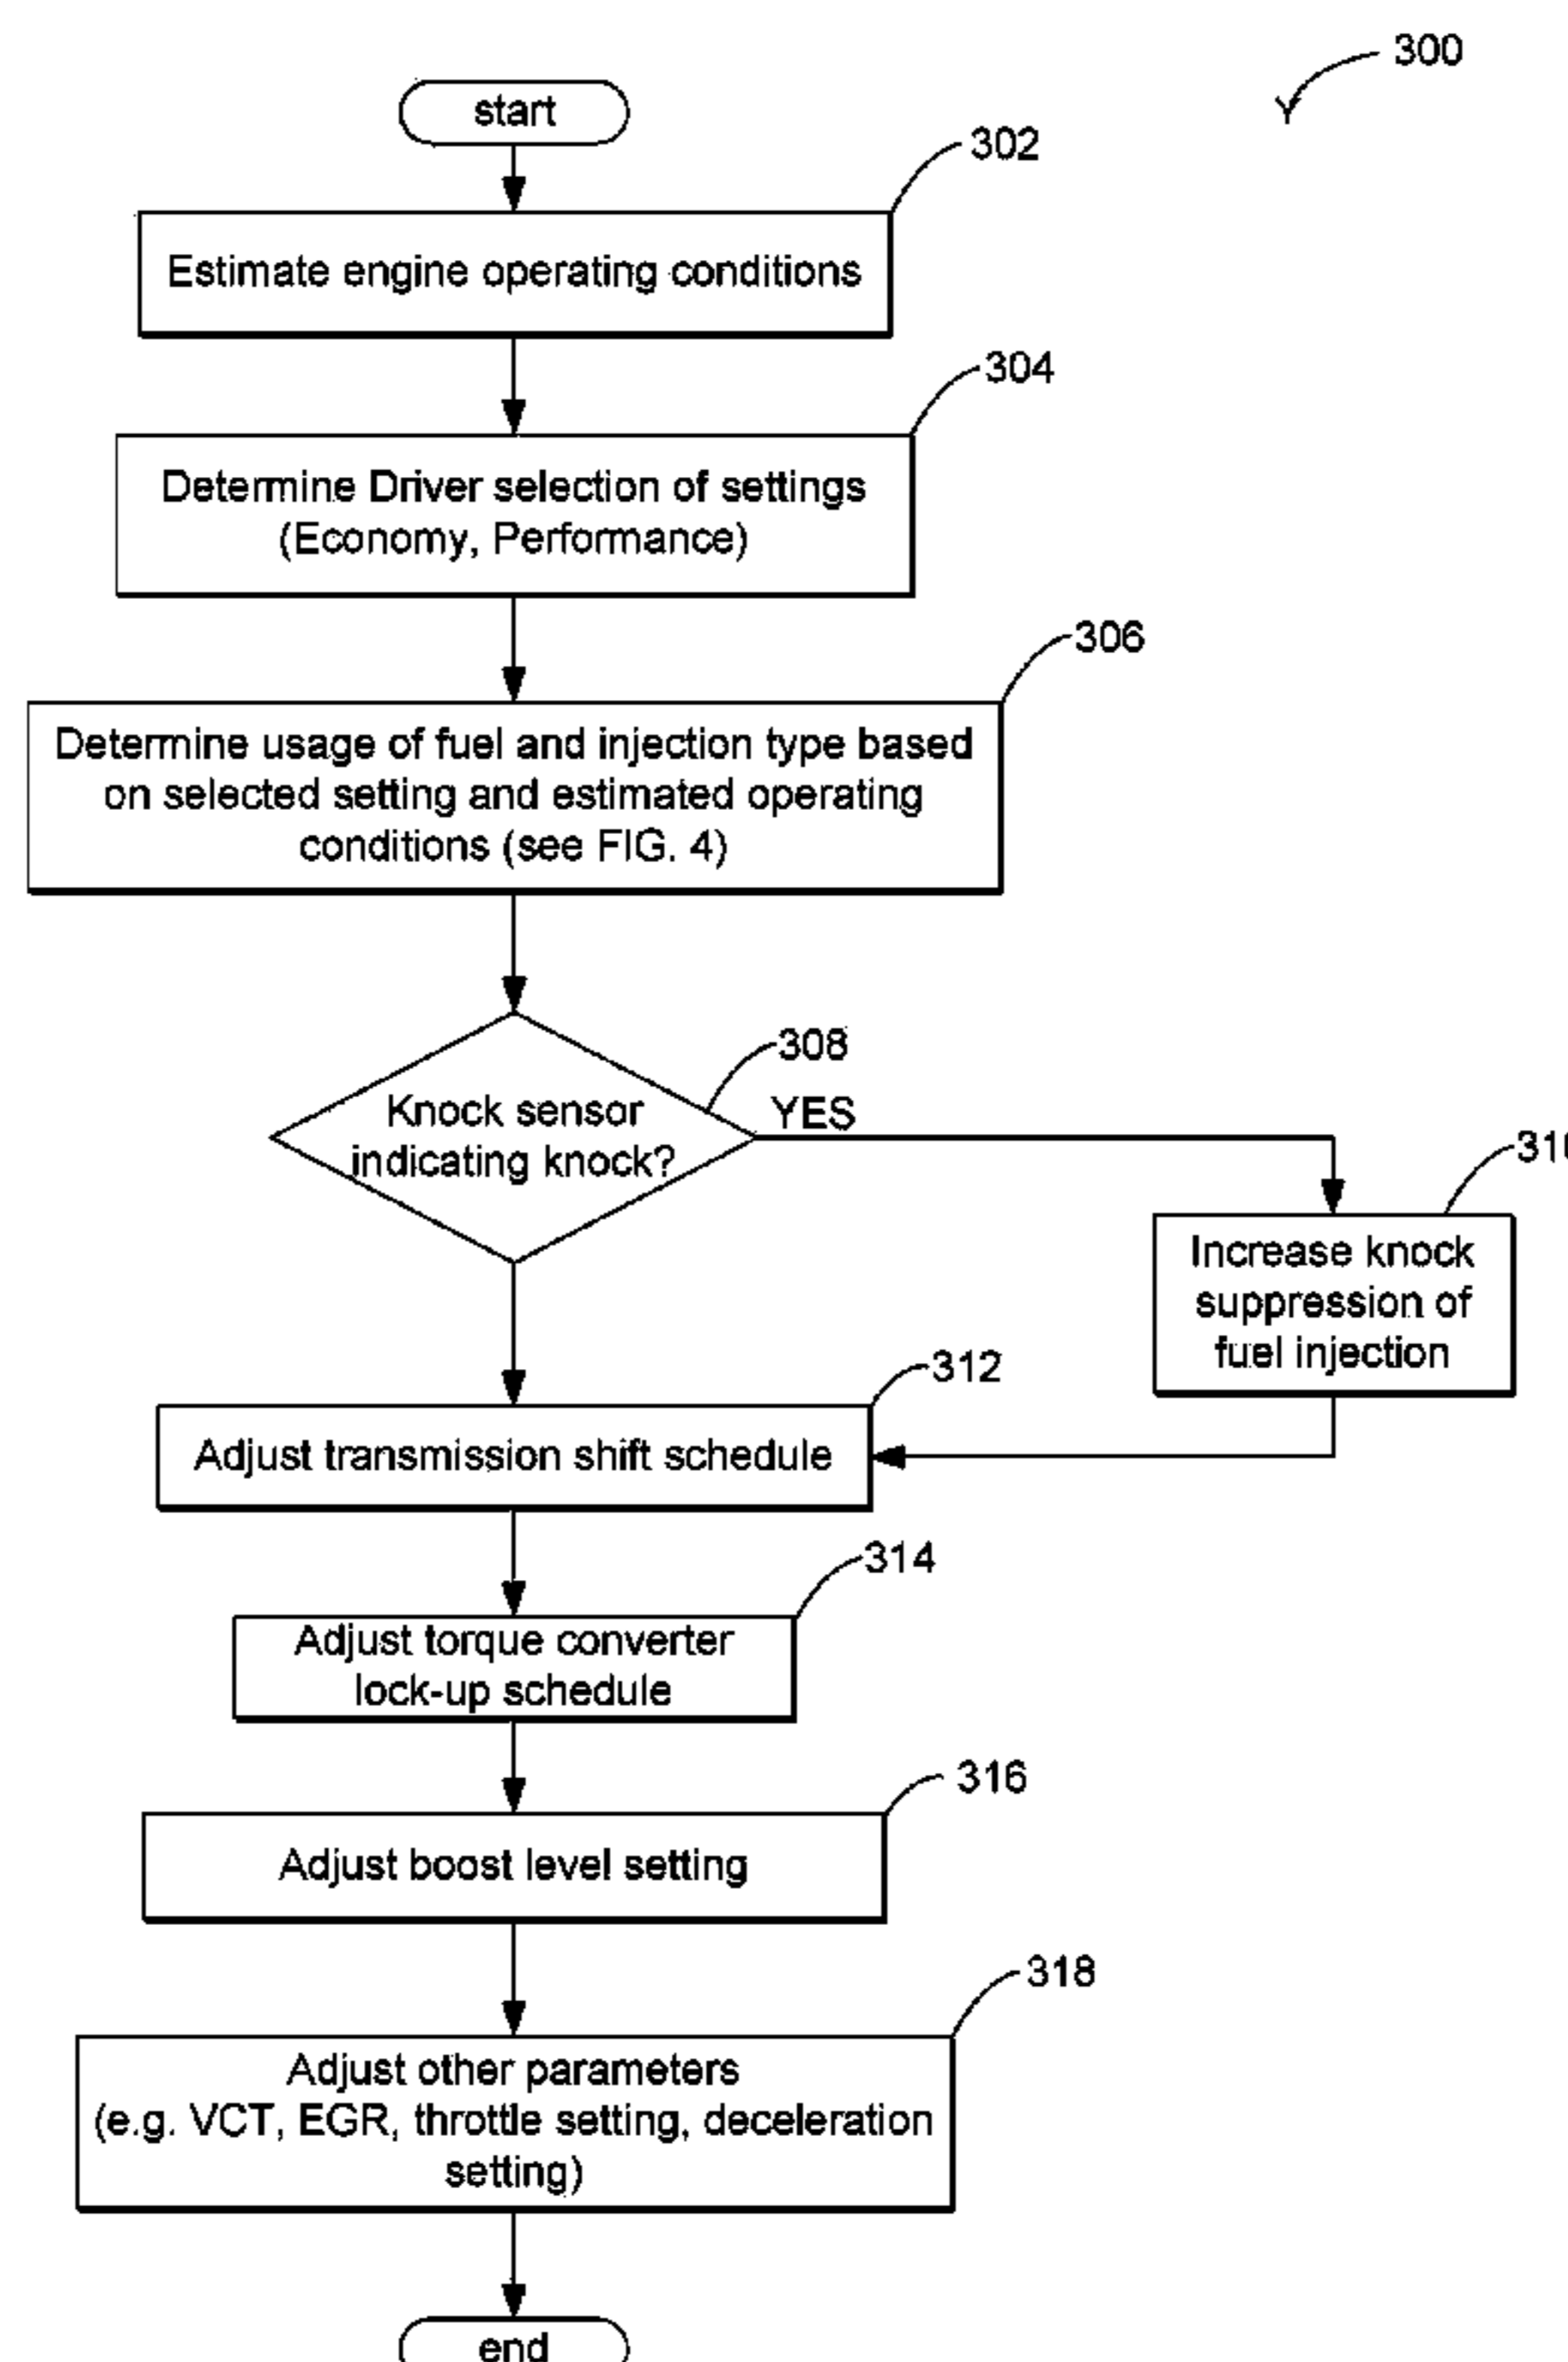 300
start
302
Estimate engine operating conditions
304
Determine Driver selection of settings
(Economy, Performance)
306
Determine usage of fuel and injection type based
on selected setting and estimated operating
conditions (see FIG. 4)
308
Knock sensor
indicating knock?
YES
310
Increase knock
suppression of
fuel injection
312
Adjust transmission shift schedule
314
Adjust torque converter
lock-up schedule
316
Adjust boost level setting
318
Adjust other parameters
(e.g. VCT, EGR, throttle setting, deceleration
setting)
end